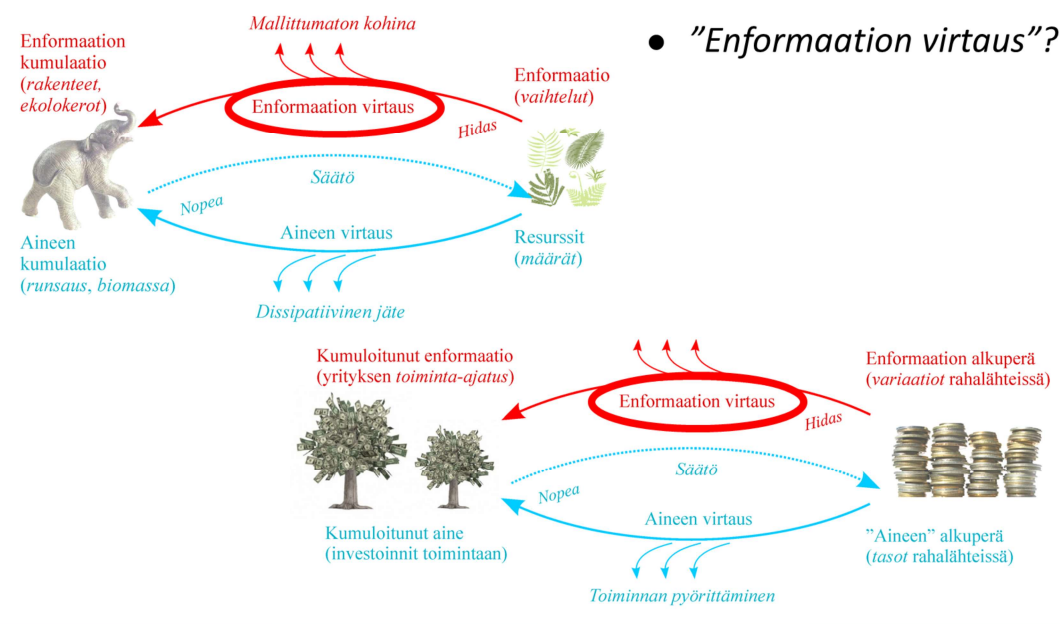 ● ”Enformaation virtaus”?
Mallittumaton kohina
Enformaation
kumulaatio
(rakenteet,
ekolokerot)
Enformaation virtaus
Enformaatio
(vaihtelut)
Hidas
Säätö
Nopea
Aineen virtaus
Aineen
kumulaatio
(runsaus, biomassa)
Resurssit
(määrät)
Dissipatiivinen jäte
Kumuloitunut enformaatio
(yrityksen toiminta-ajatus)
Enformaation virtaus
Enformaation alkuperä
(variaatiot rahalähteissä)
Hidas
Säätö
Nopea
Aineen virtaus
Kumuloitunut aine
(investoinnit toimintaan)
”Aineen” alkuperä
(tasot rahalähteissä)
Toiminnan pyörittäminen